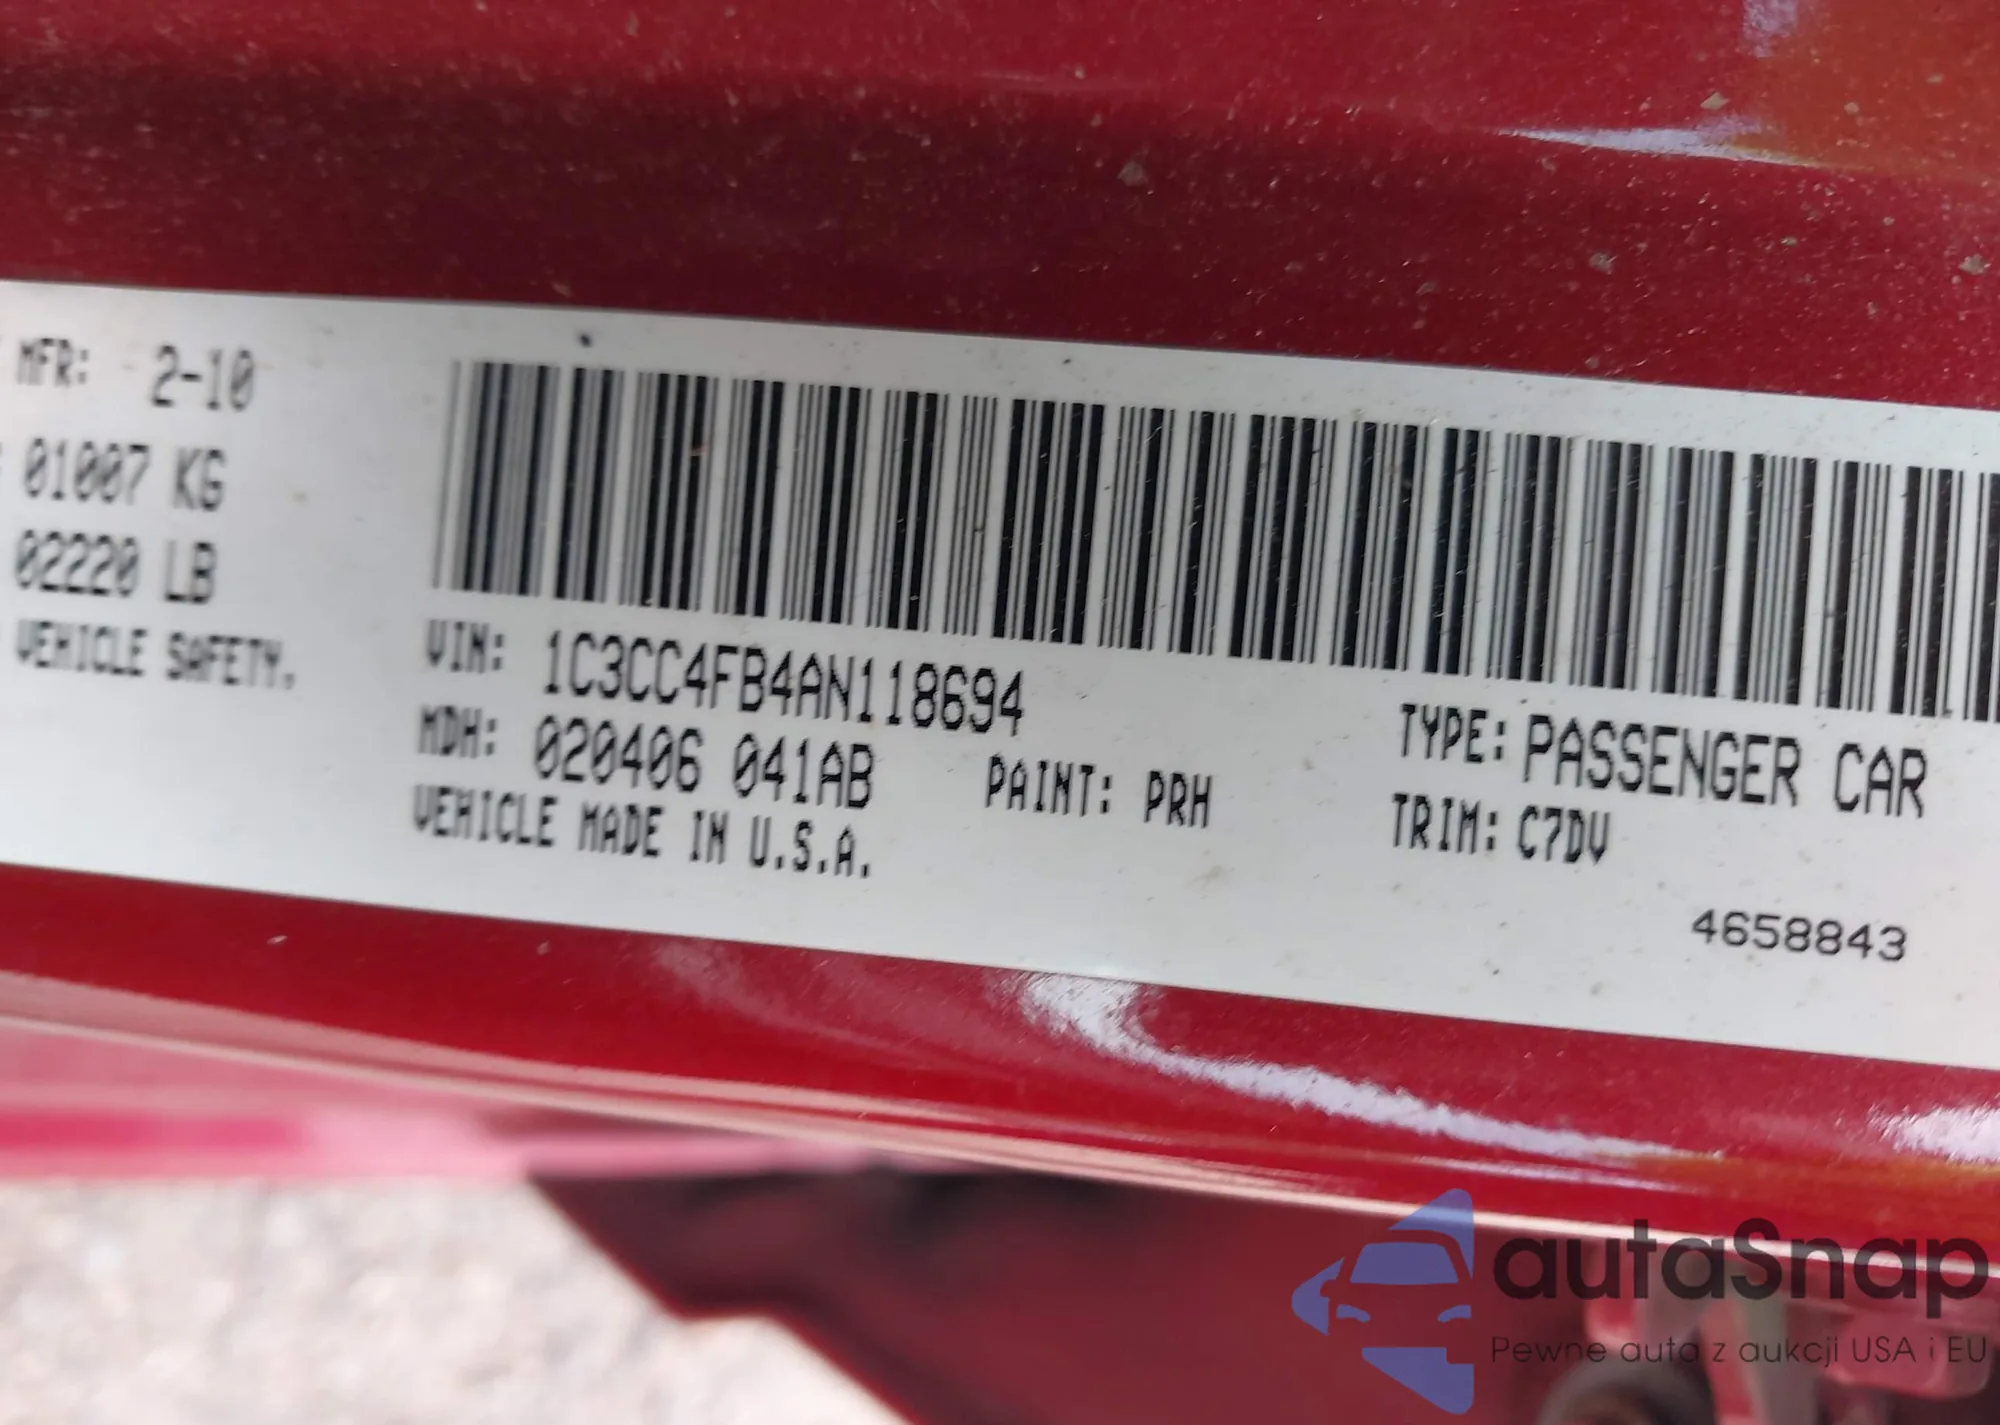 MFR: 2-10
01007 KG
02220 LB
VEHICLE SAFETY.
VIN: 1C3CC4FB4AN118694
MDH: 020406 041AB
PAINT: PRH
VEHICLE MADE IN U.S.A.
TYPE: PASSENGER CAR
TRIM: C7DV
4658843
autaSnap
Pewne auta z aukcji USA i EU